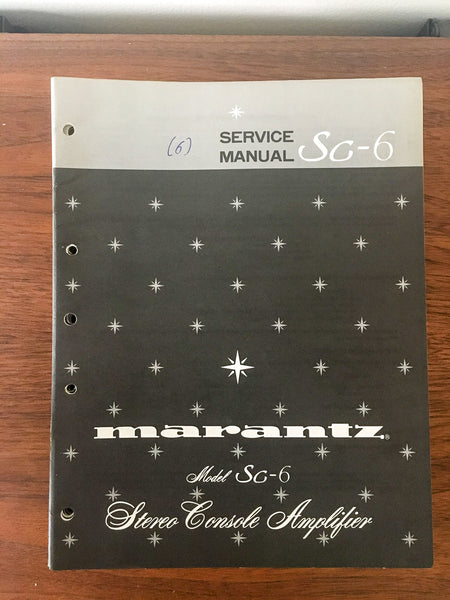 (6)
SERVICE
MANUAL SC-6
marantz®
Model SC-6
Stereo Console Amplifier